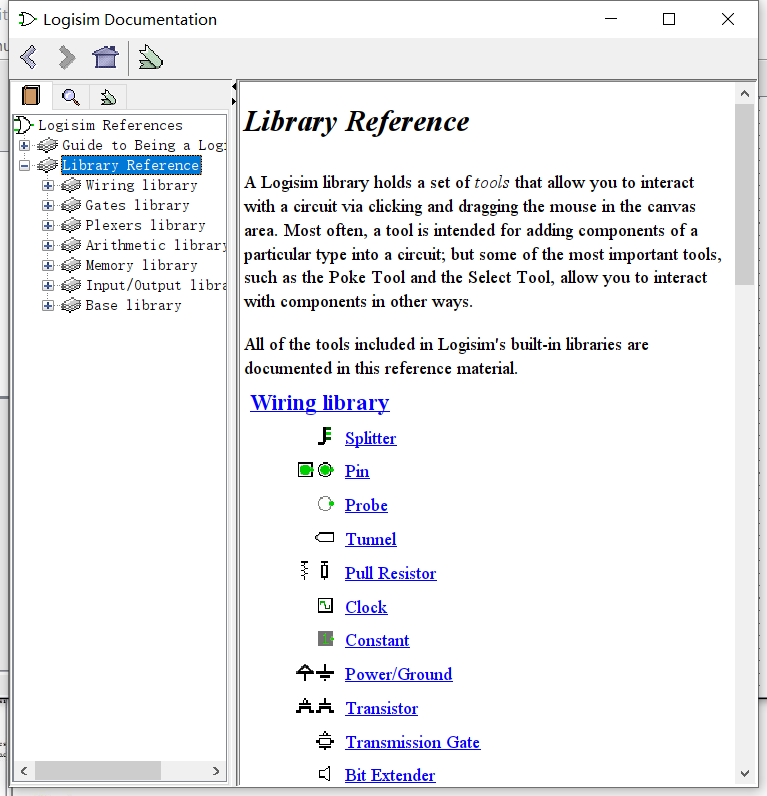 Logisim Documentation
Logisim References
Guide to Being a Logi
Library Reference
Wiring library
Gates library
Plexers library
Arithmetic library
Memory library
Input/Output libra
Base library
Library Reference
A Logisim library holds a set of tools that allow you to interact
with a circuit via clicking and dragging the mouse in the canvas
area. Most often, a tool is intended for adding components of a
particular type into a circuit; but some of the most important tools,
such as the Poke Tool and the Select Tool, allow you to interact
with components in other ways.
All of the tools included in Logisim's built-in libraries are
documented in this reference material.
Wiring library
Splitter
Pin
Probe
Tunnel
Pull Resistor
Clock
Constant
Power/Ground
Transistor
Transmission Gate
Bit Extender